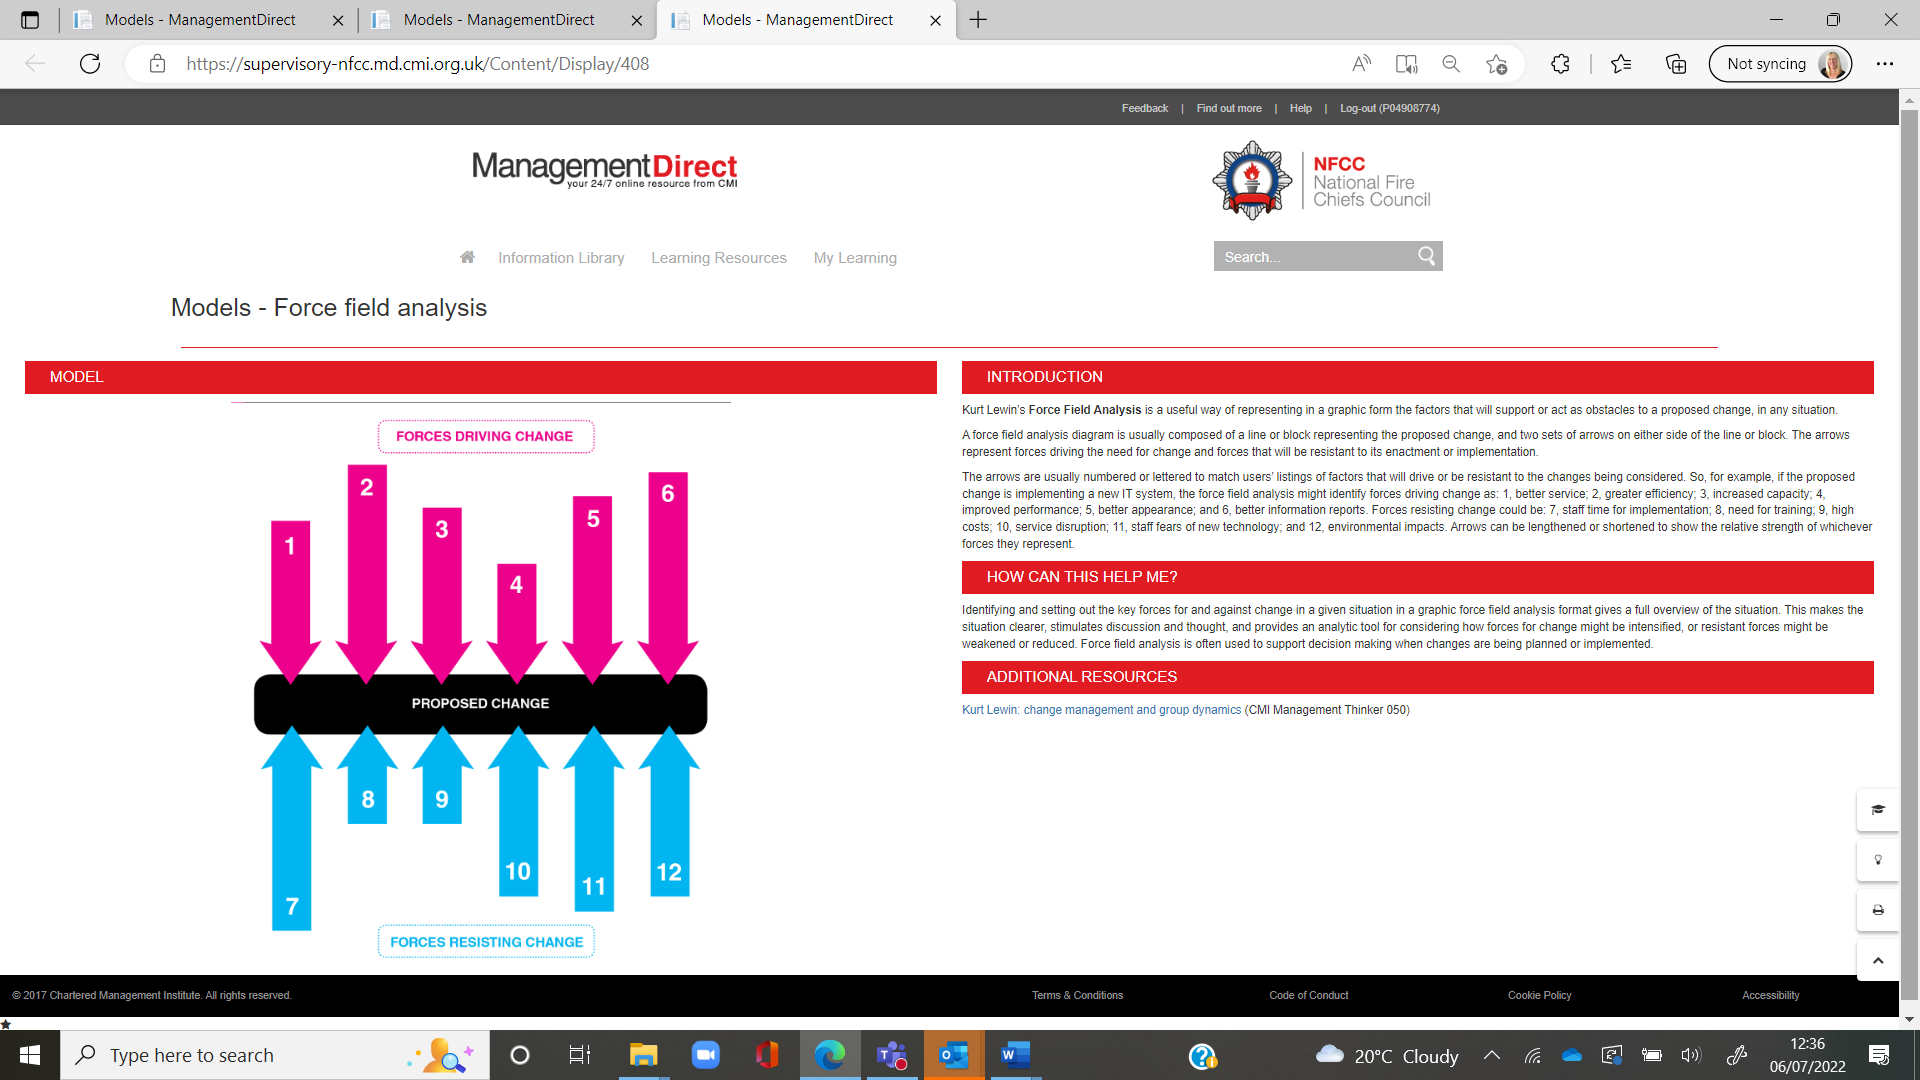 Models - ManagementDirect
Models - ManagementDirect
Models - ManagementDirect
https://supervisory-nfcc.md.cmi.org.uk/Content/Display/408
Not syncing
Feedback | Find out more | Help | Log-out (P04908774)
ManagementDirect
your 24/7 online resource from CMI
NFCC
National Fire
Chiefs Council
Information Library
Learning Resources
My Learning
Search...
Models - Force field analysis
MODEL
FORCES DRIVING CHANGE
1
2
3
4
5
6
PROPOSED CHANGE
7
8
9
10
11
12
FORCES RESISTING CHANGE
INTRODUCTION
Kurt Lewin's Force Field Analysis is a useful way of representing in a graphic form the factors that will support or act as obstacles to a proposed change, in any situation.
A force field analysis diagram is usually composed of a line or block representing the proposed change, and two sets of arrows on either side of the line or block. The arrows
represent forces driving the need for change and forces that will be resistant to its enactment or implementation.
The arrows are usually numbered or lettered to match users' listings of factors that will drive or be resistant to the changes being considered. So, for example, if the proposed
change is implementing a new IT system, the force field analysis might identify forces driving change as: 1, better service; 2, greater efficiency; 3, increased capacity; 4,
improved performance; 5, better appearance; and 6, better information reports. Forces resisting change could be: 7, staff time for implementation; 8, need for training; 9, high
costs; 10, service disruption; 11, staff fears of new technology; and 12, environmental impacts. Arrows can be lengthened or shortened to show the relative strength of whichever
forces they represent.
HOW CAN THIS HELP ME?
Identifying and setting out the key forces for and against change in a given situation in a graphic force field analysis format gives a full overview of the situation. This makes the
situation clearer, stimulates discussion and thought, and provides an analytic tool for considering how forces for change might be intensified, or resistant forces might be
weakened or reduced. Force field analysis is often used to support decision making when changes are being planned or implemented.
ADDITIONAL RESOURCES
Kurt Lewin: change management and group dynamics (CMI Management Thinker 050)
© 2017 Chartered Management Institute. All rights reserved.
Terms & Conditions
Code of Conduct
Cookie Policy
Accessibility
Type here to search
20°C Cloudy
12:36
06/07/2022